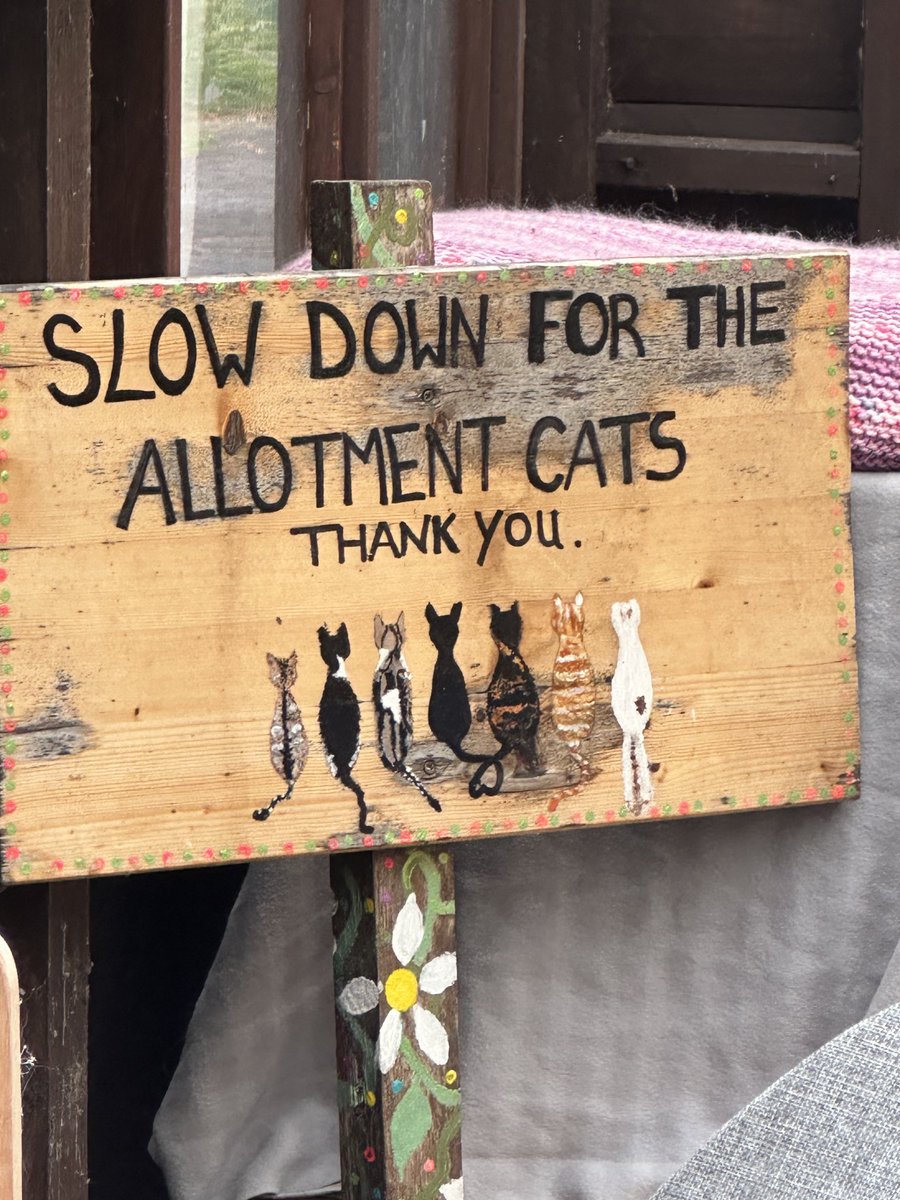 SLOW DOWN FOR THE
ALLOTMENT CATS
THANK YOU.